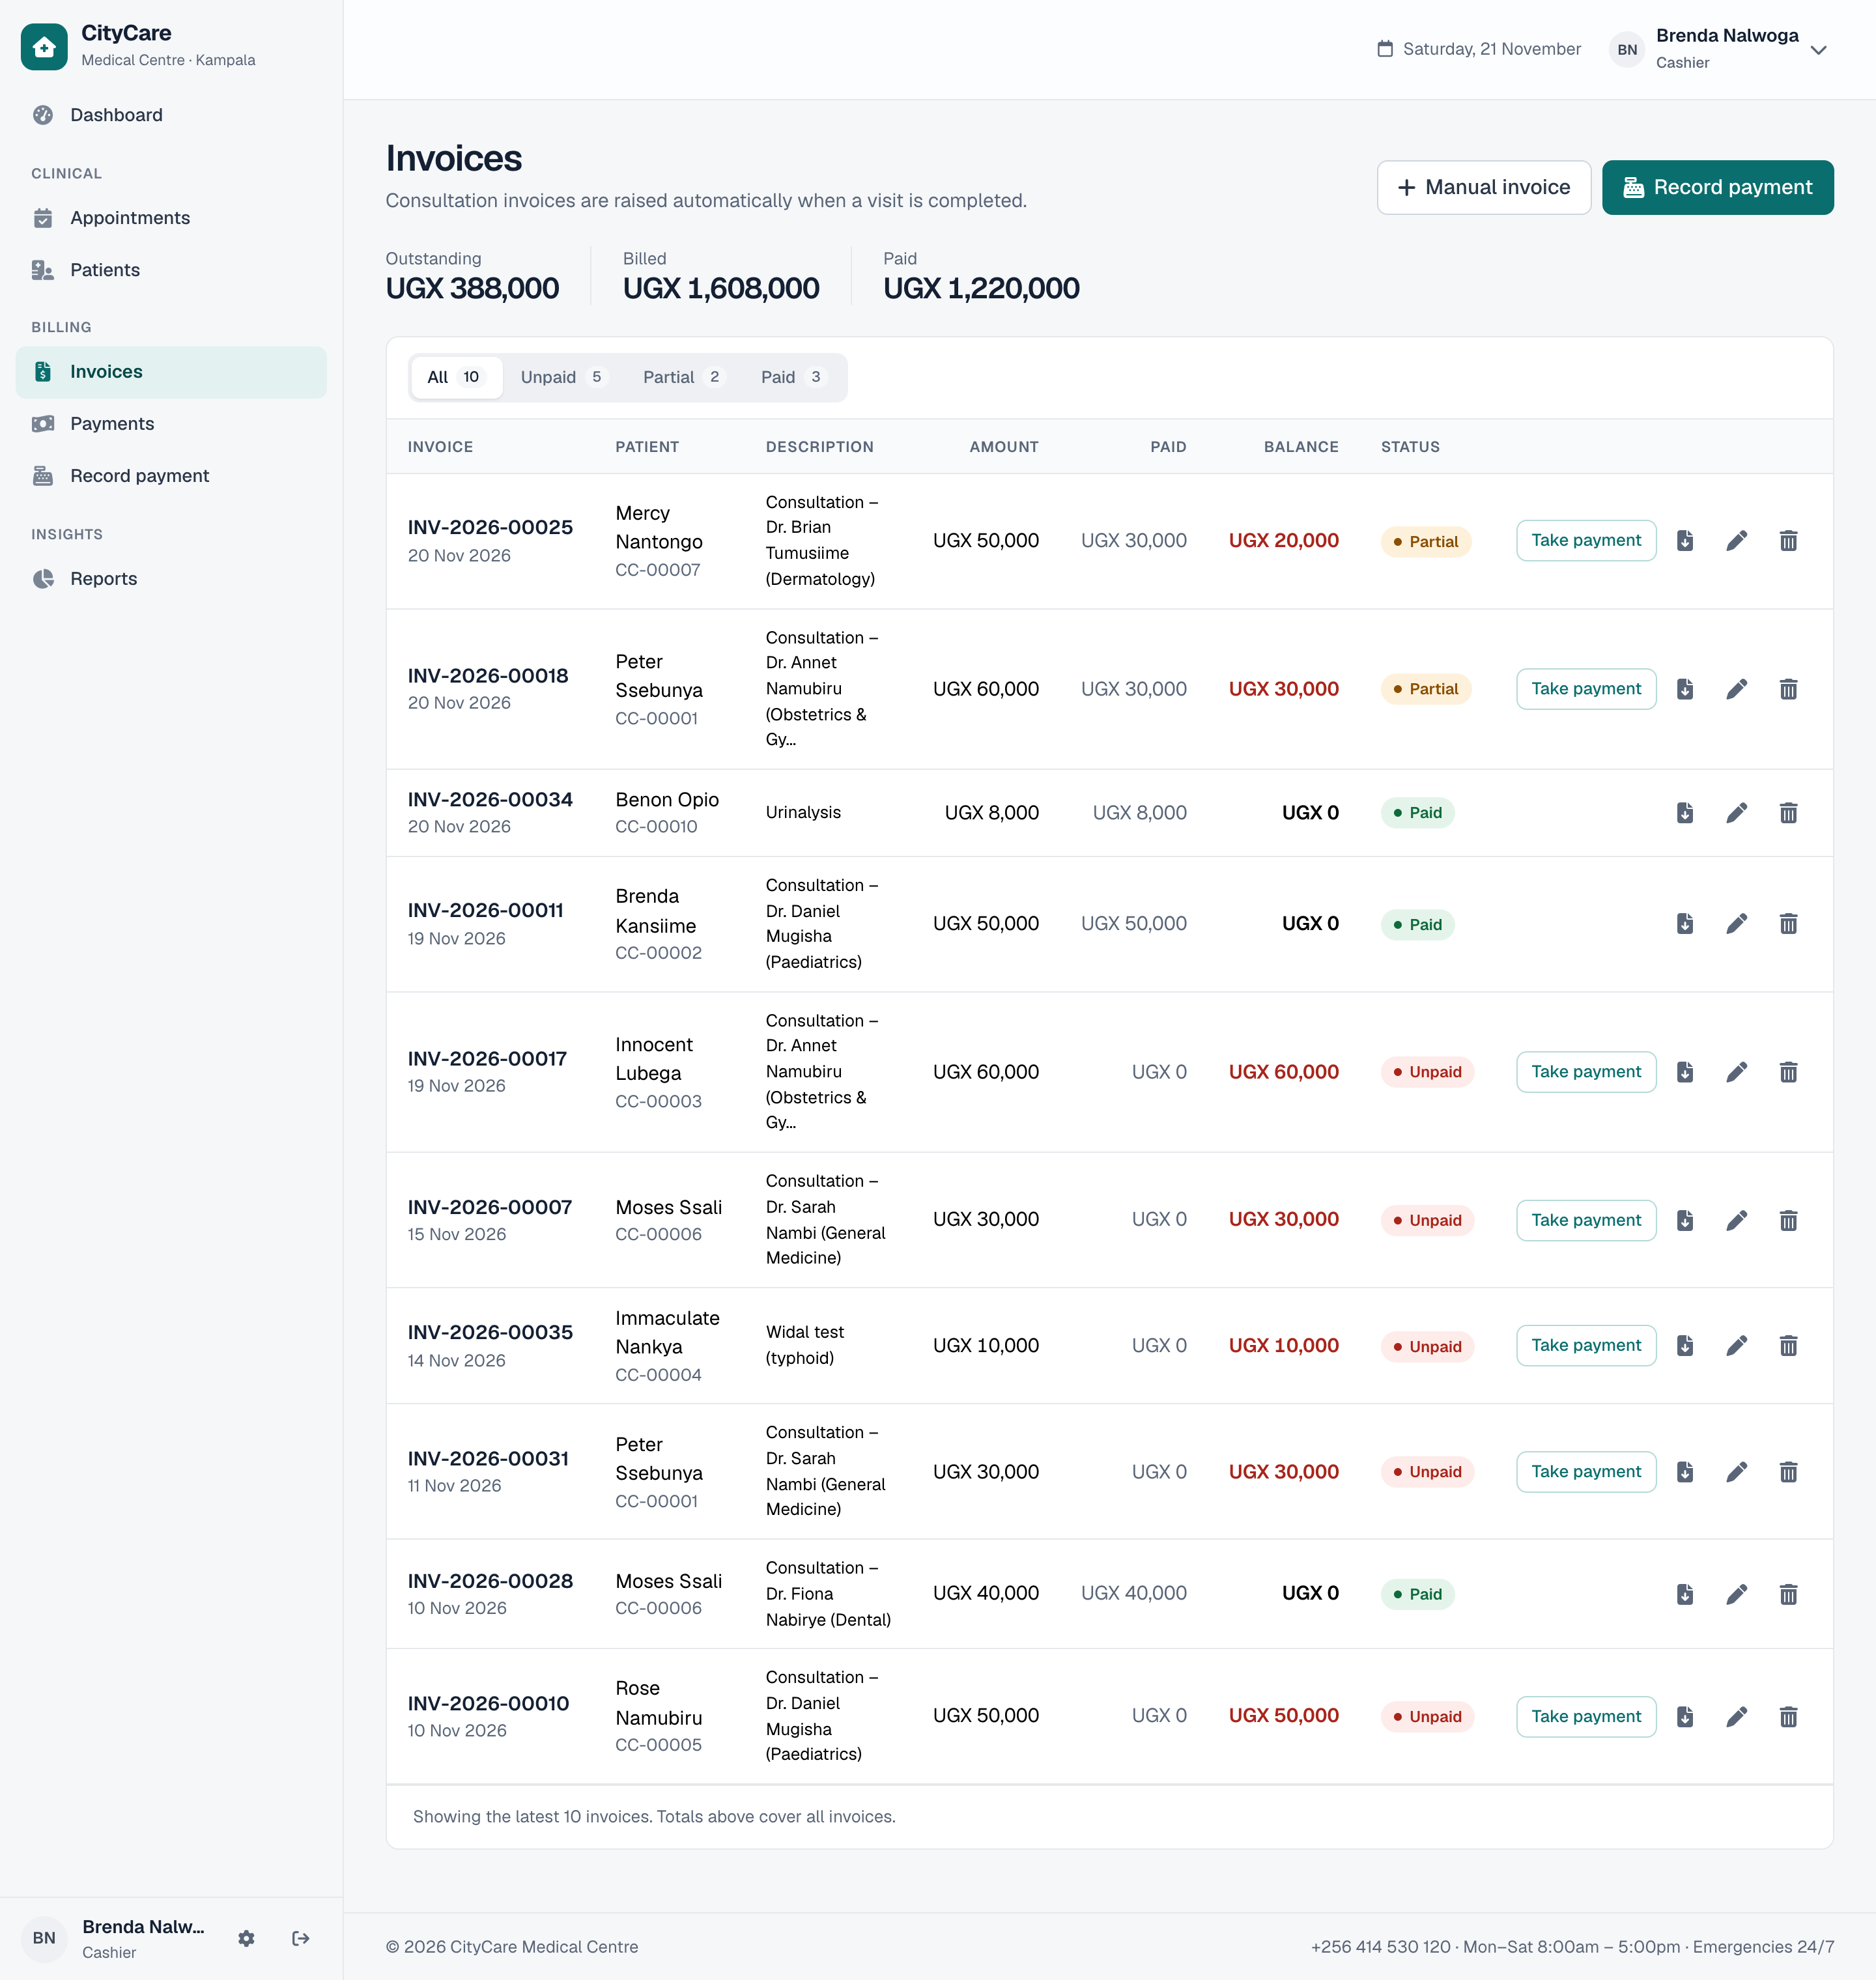 CityCare
Medical Centre · Kampala
Dashboard
CLINICAL
Appointments
Patients
BILLING
Invoices
Payments
Record payment
INSIGHTS
Reports
BN
Brenda Nalw...
Cashier
Saturday, 21 November
BN
Brenda Nalwoga
Cashier
Invoices
Consultation invoices are raised automatically when a visit is completed.
+ Manual invoice
Record payment
Outstanding
UGX 388,000
Billed
UGX 1,608,000
Paid
UGX 1,220,000
All 10 Unpaid 5 Partial 2 Paid 3
INVOICE PATIENT DESCRIPTION AMOUNT PAID BALANCE STATUS
INV-2026-00025
20 Nov 2026
Mercy
Nantongo
CC-00007
Consultation –
Dr. Brian
Tumusiime
(Dermatology)
UGX 50,000 UGX 30,000 UGX 20,000 Partial Take payment
INV-2026-00018
20 Nov 2026
Peter
Ssebunya
CC-00001
Consultation –
Dr. Annet
Namubiru
(Obstetrics &
Gy...
UGX 60,000 UGX 30,000 UGX 30,000 Partial Take payment
INV-2026-00034
20 Nov 2026
Benon Opio
CC-00010
Urinalysis
UGX 8,000 UGX 8,000 UGX 0 Paid
INV-2026-00011
19 Nov 2026
Brenda
Kansiime
CC-00002
Consultation –
Dr. Daniel
Mugisha
(Paediatrics)
UGX 50,000 UGX 50,000 UGX 0 Paid
INV-2026-00017
19 Nov 2026
Innocent
Lubega
CC-00003
Consultation –
Dr. Annet
Namubiru
(Obstetrics &
Gy...
UGX 60,000 UGX 0 UGX 60,000 Unpaid Take payment
INV-2026-00007
15 Nov 2026
Moses Ssali
CC-00006
Consultation –
Dr. Sarah
Nambi (General
Medicine)
UGX 30,000 UGX 0 UGX 30,000 Unpaid Take payment
INV-2026-00035
14 Nov 2026
Immaculate
Nankya
CC-00004
Widal test
(typhoid)
UGX 10,000 UGX 0 UGX 10,000 Unpaid Take payment
INV-2026-00031
11 Nov 2026
Peter
Ssebunya
CC-00001
Consultation –
Dr. Sarah
Nambi (General
Medicine)
UGX 30,000 UGX 0 UGX 30,000 Unpaid Take payment
INV-2026-00028
10 Nov 2026
Moses Ssali
CC-00006
Consultation –
Dr. Fiona
Nabirye (Dental)
UGX 40,000 UGX 40,000 UGX 0 Paid
INV-2026-00010
10 Nov 2026
Rose
Namubiru
CC-00005
Consultation –
Dr. Daniel
Mugisha
(Paediatrics)
UGX 50,000 UGX 0 UGX 50,000 Unpaid Take payment
Showing the latest 10 invoices. Totals above cover all invoices.
© 2026 CityCare Medical Centre
+256 414 530 120 · Mon–Sat 8:00am – 5:00pm · Emergencies 24/7